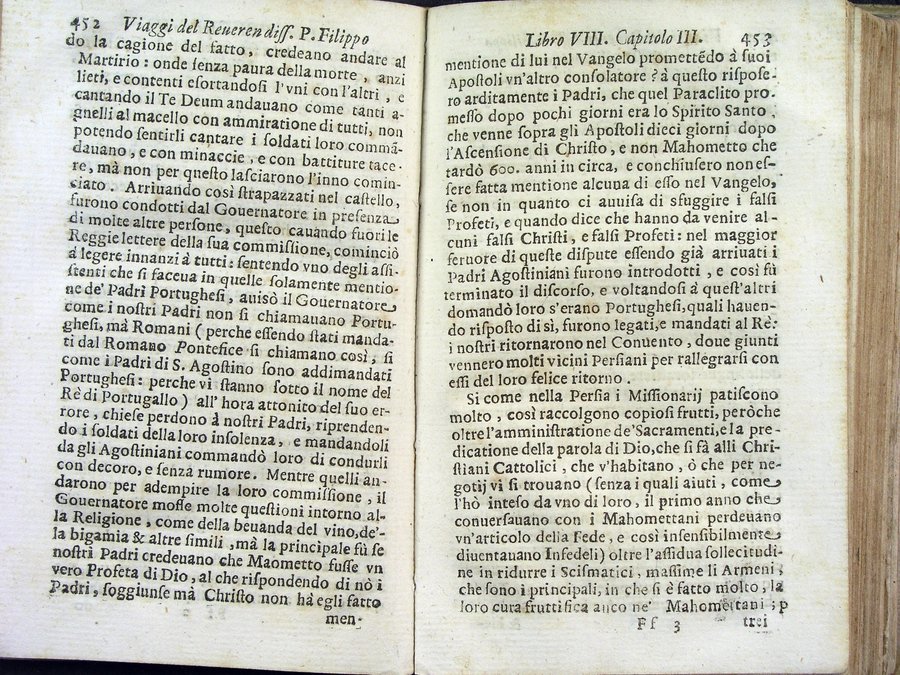 452 Viaggi del Reuerendiss. P. Filippo
do la cagione del fatto, credeano andare al
Martirio: onde senza paura della morte, anzi
lieti, e contenti esortandosi l'vni con l'altri, e
cantando il Te Deum andauano come tanti a-
gnelli al macello con ammiratione di tutti, non
potendo sentirli cantare i soldati loro commã-
dauano, e con minaccie, e con battiture tace-
re, mà non per questo lasciarono l'inno comin-
ciato. Arriuando così strapazzati nel castello,
furono condotti dal Gouernatore in presenza
di molte altre persone, questo cauando fuori le
Reggie lettere della sua commissione, cominciò
à legere innanzi à tutti: sentendo vno degli assi-
stenti che si faceua in quelle solamente mentio-
ne de' Padri Portughesi, auisò il Gouernatore
come i nostri Padri non si chiamauano Portu-
ghesi, mà Romani (perche essendo stati manda-
ti dal Romano Pontefice si chiamano così, si
come i Padri di S. Agostino sono addimandati
Portughesi: perche vi stanno sotto il nome del
Rè di Portugallo) all' hora attonito del suo er-
rore, chiese perdono à nostri Padri, riprenden-
do i soldati della loro insolenza, e mandandoli
da gli Agostiniani commandò loro di condurli
con decoro, e senza rumore. Mentre quelli an-
darono per adempire la loro commissione, il
Gouernatore mosse molte questioni intorno al-
la Religione, come della beuanda del vino, de'-
la bigamia & altre simili, mà la principale fù se
nostri Padri credeuano che Maometto fusse vn
vero Profeta di Dio, al che rispondendo di nò i
Padri, soggiunse mà Christo non hà egli fatto
men-
Libro VIII. Capitolo III. 453
mentione di lui nel Vangelo promettẽdo à suoi
Apostoli vn'altro consolatore? à questo rispose-
ro arditamente i Padri, che quel Paraclito pro-
messo dopo pochi giorni era lo Spirito Santo,
che venne sopra gli Apostoli dieci giorni dopo
l'Ascensione di Christo, e non Mahometto che
tardò 600. anni in circa, e conchiusero non es-
sere fatta mentione alcuna di esso nel Vangelo,
se non in quanto ci auuisa di sfuggire i falsi
Profeti, e quando dice che hanno da venire al-
cuni falsi Christi, e falsi Profeti: nel maggior
feruore di queste dispute essendo già arriuati i
Padri Agostiniani furono introdotti, e così fù
terminato il discorso, e voltandosi à quest'altri
domandò loro s'erano Portughesi, quali hauen-
do risposto di sì, furono legati, e mandati al Rè:
i nostri ritornarono nel Conuento, doue giunti
vennero molti vicini Persiani per rallegrarsi con
essi del loro felice ritorno.
Si come nella Persia i Missionarij patiscono
molto, così raccolgono copiosi frutti, peròche
oltre l'amministratione de' Sacramenti, e la pre-
dicatione della parola di Dio, che si fà alli Chri-
stiani Cattolici, che v'habitano, ò che per ne-
gotij vi si trouano (senza i quali aiuti, come
l'hò inteso da vno di loro, il primo anno che
conuersauano con i Mahomettani perdeuano
vn'articolo della Fede, e così insensibilmente
diuentauano Infedeli) oltre l'assidua sollecitudi-
ne in ridurre i Scismatici, massime li Armeni,
che sono i principali, in che si è fatto molto, la
loro cura fruttifica anco ne' Mahomettani; p
Ff 3 trei